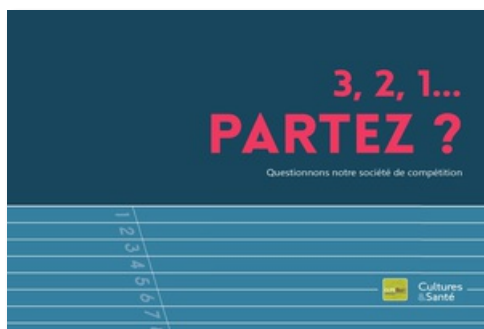 3, 2, 1...
PARTEZ ?
Questionnons notre société de compétition
1
2
3
4
5
6
7
Cultures
&Santé